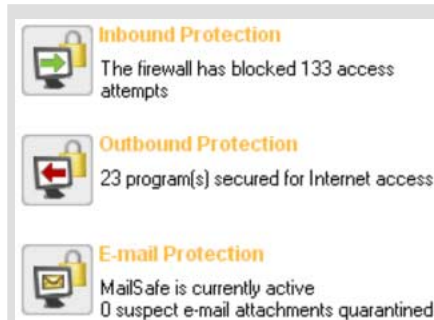 Inbound Protection
The firewall has blocked 133 access
attempts
Outbound Protection
23 program(s) secured for Internet access
E-mail Protection
MailSafe is currently active
0 suspect e-mail attachments quarantined